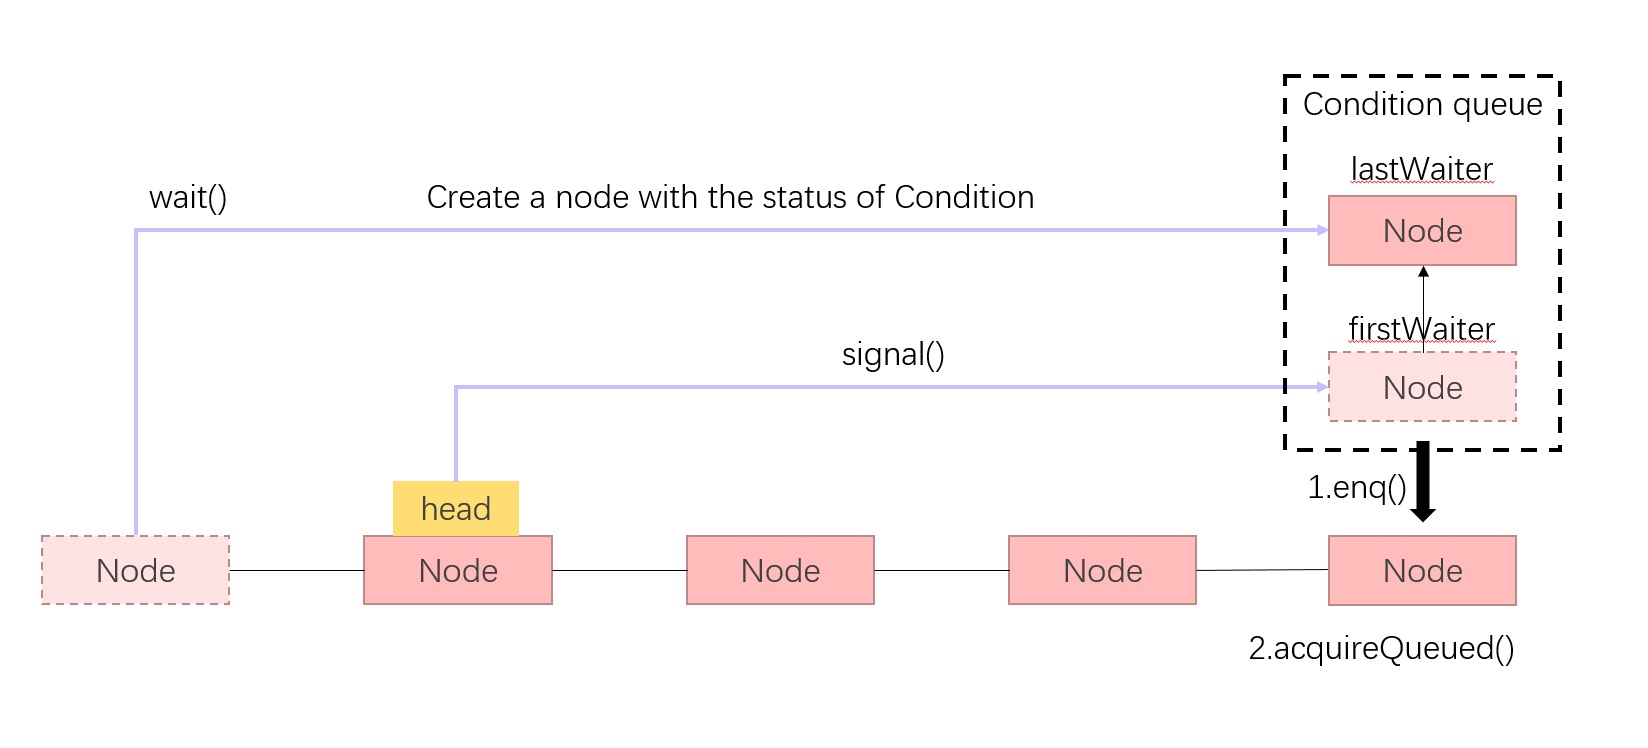 Condition queue
lastWaiter
wait()
Create a node with the status of Condition
Node
firstWaiter
signal()
Node
1.enq()
head
Node
Node
Node
Node
Node
2.acquireQueued()